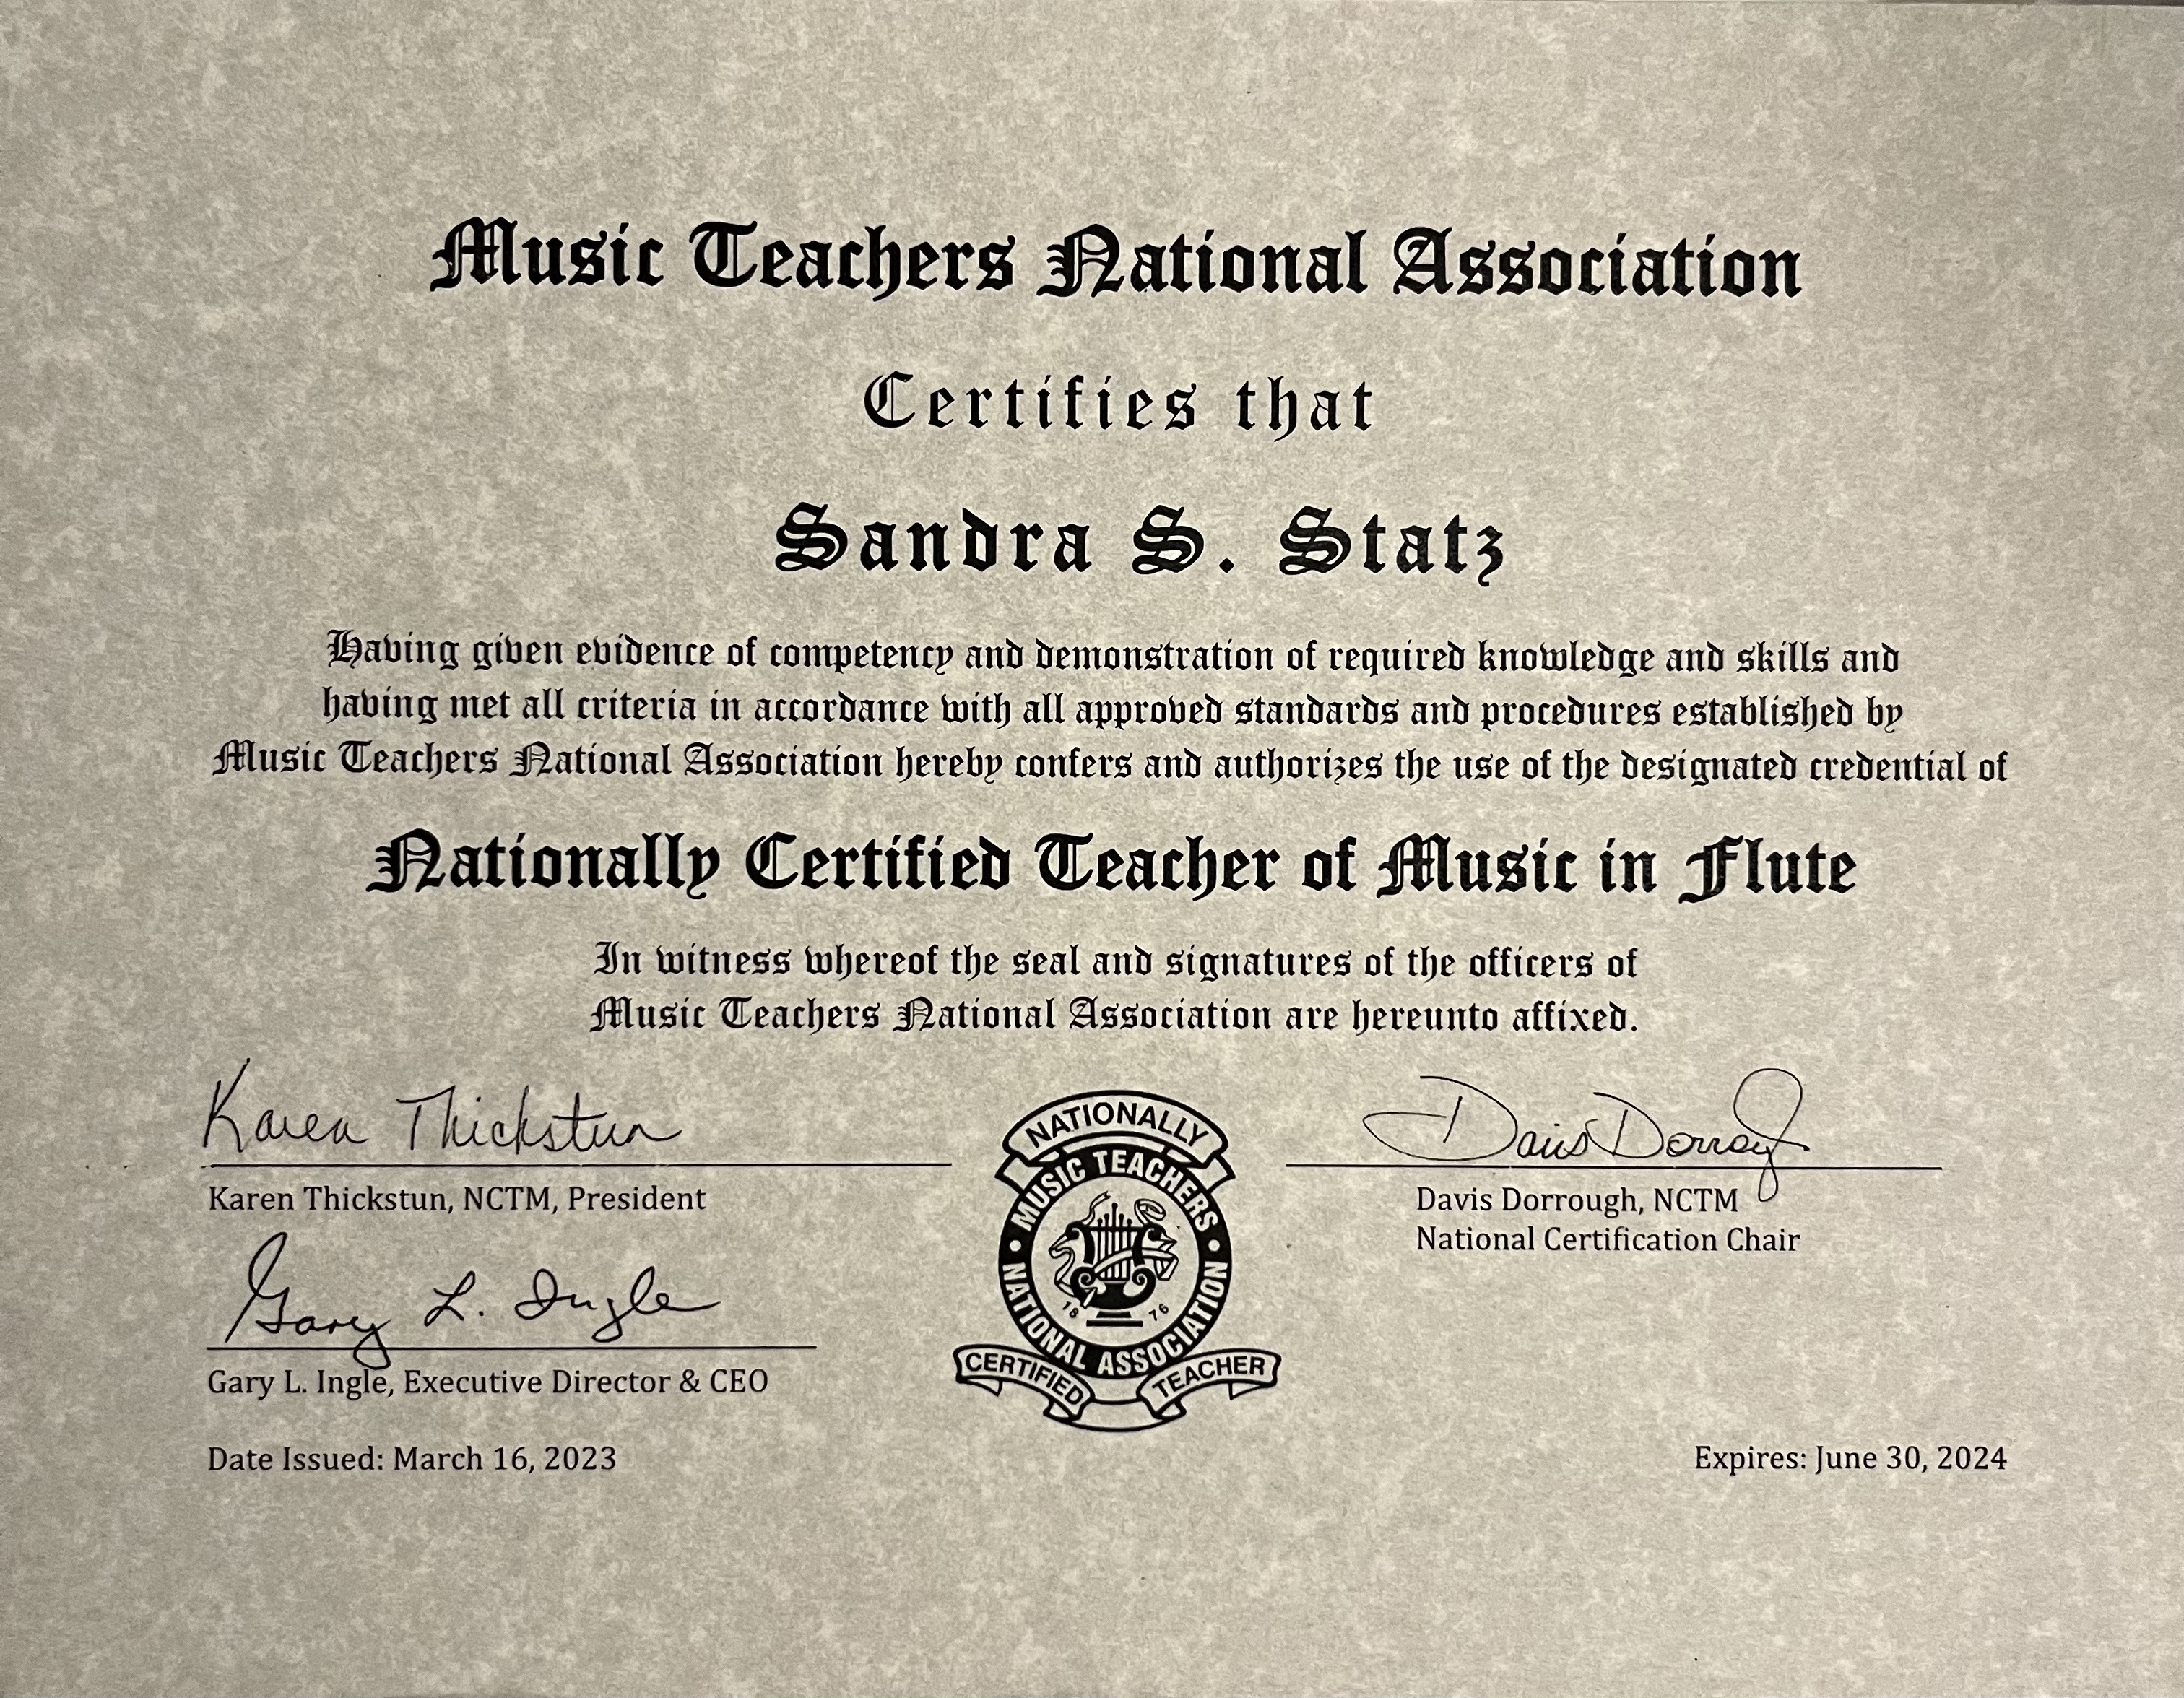 Music Teachers National Association
Certifies that
Sandra S. Statz
Having given evidence of competency and demonstration of required knowledge and skills and
having met all criteria in accordance with all approved standards and procedures established by
Music Teachers National Association hereby confers and authorizes the use of the designated credential of
Nationally Certified Teacher of Music in Flute
In witness whereof the seal and signatures of the officers of
Music Teachers National Association are hereunto affixed.
Karen Thickstun
Karen Thickstun, NCTM, President
Gary L. Ingle
Gary L. Ingle, Executive Director & CEO
Date Issued: March 16, 2023
NATIONALLY
MUSIC TEACHERS
NATIONAL ASSOCIATION
18 76
CERTIFIED TEACHER
Davis Dorrough
Davis Dorrough, NCTM
National Certification Chair
Expires: June 30, 2024